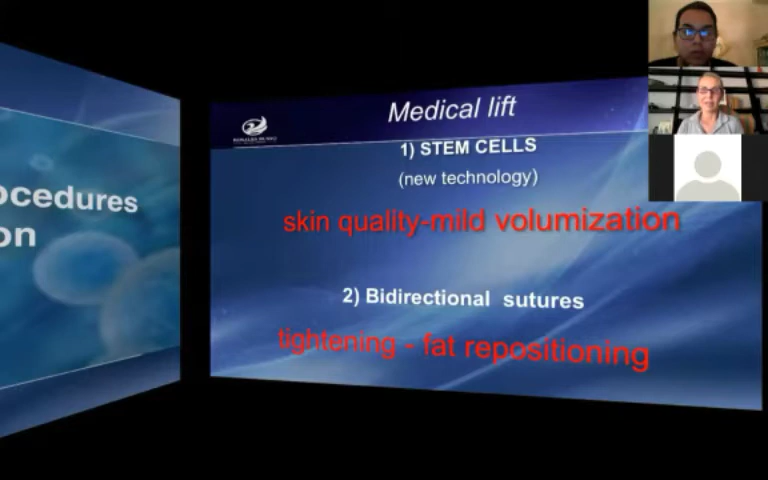 ocedures
on
Medical lift
1) STEM CELLS
(new technology)
skin quality-mild volumization
2) Bidirectional sutures
tightening - fat repositioning